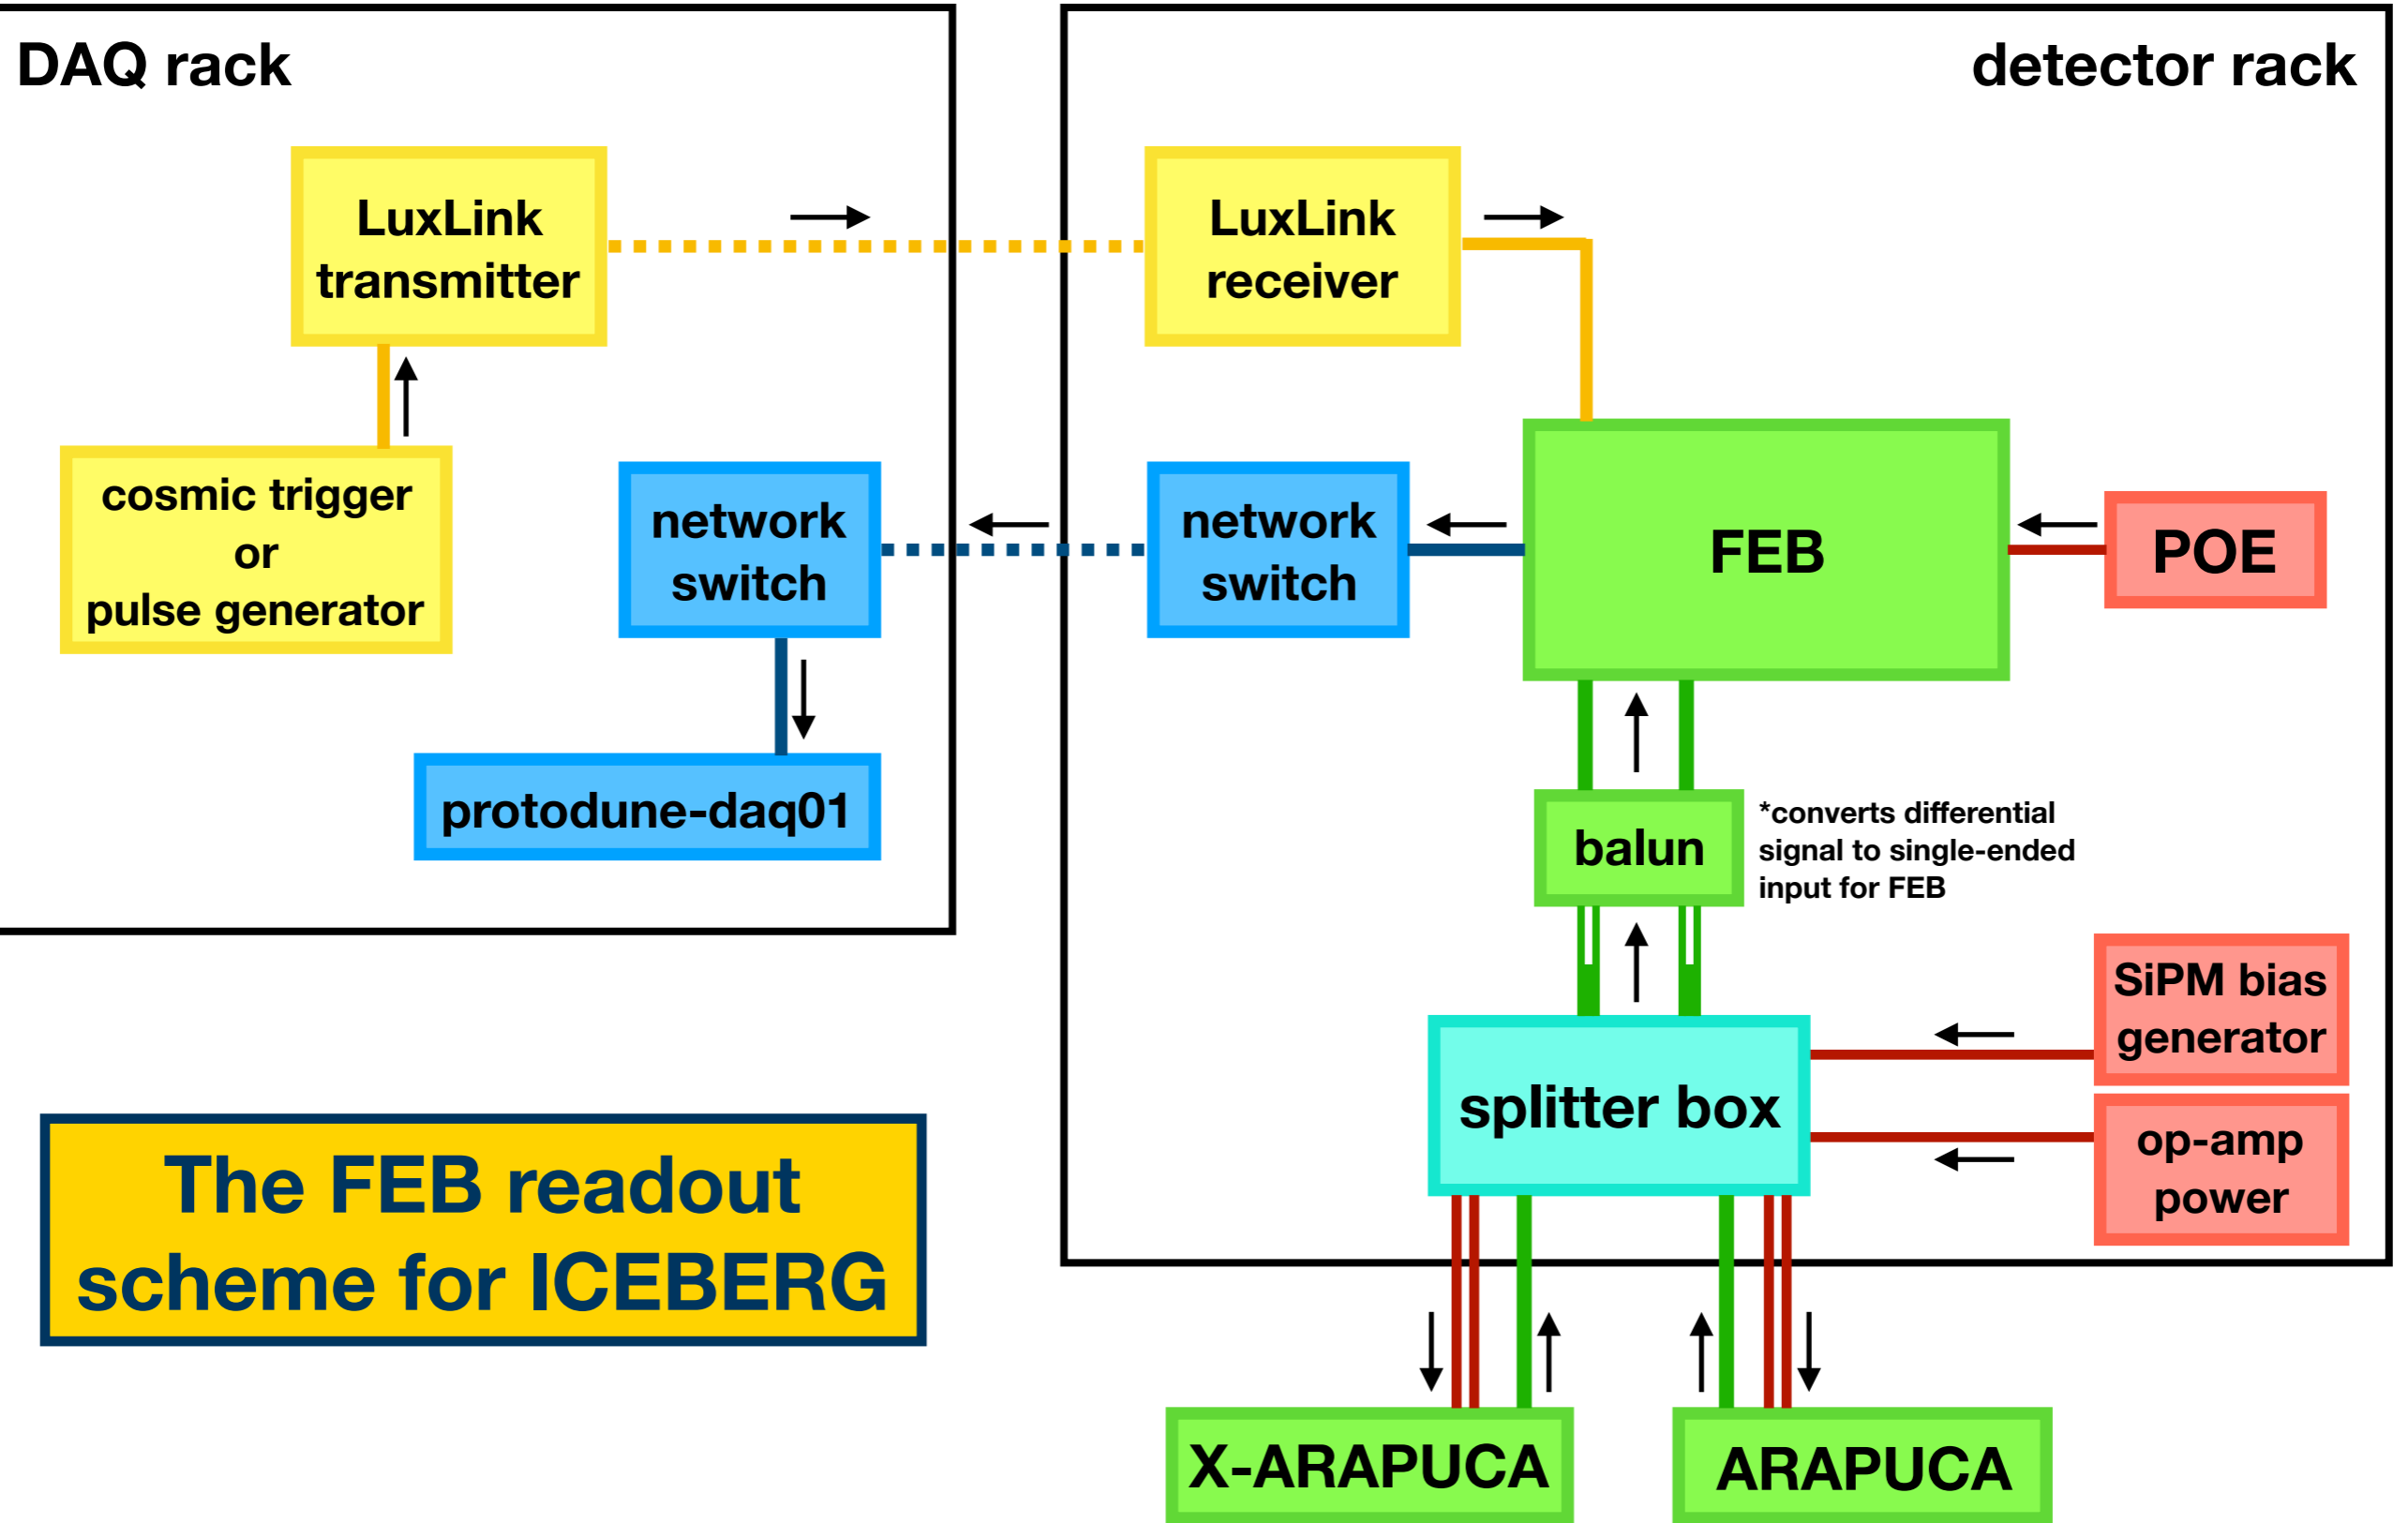 DAQ rack
detector rack
LuxLink
transmitter
LuxLink
receiver
cosmic trigger
or
pulse generator
network
switch
network
switch
FEB
POE
protodune-daq01
balun
*converts differential
signal to single-ended
input for FEB
SiPM bias
generator
splitter box
op-amp
power
The FEB readout
scheme for ICEBERG
X-ARAPUCA
ARAPUCA